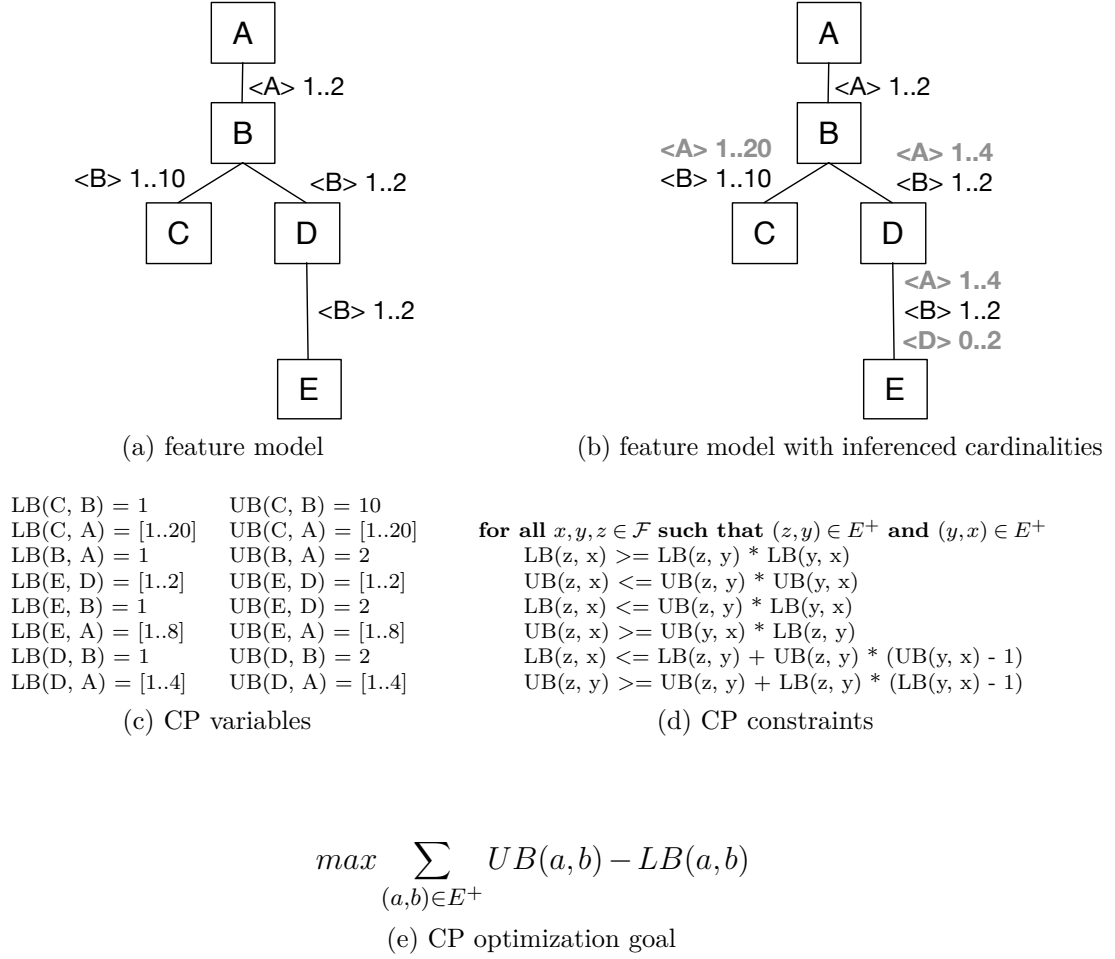 A
<A> 1..2
B
<B> 1..10
<B> 1..2
C
D
<B> 1..2
E
(a) feature model
A
<A> 1..2
B
<A> 1..20
<A> 1..4
<B> 1..10
<B> 1..2
C
D
<A> 1..4
<B> 1..2
<D> 0..2
E
(b) feature model with inferenced cardinalities
LB(C, B) = 1 UB(C, B) = 10
LB(C, A) = [1..20] UB(C, A) = [1..20]
LB(B, A) = 1 UB(B, A) = 2
LB(E, D) = [1..2] UB(E, D) = [1..2]
LB(E, B) = 1 UB(E, D) = 2
LB(E, A) = [1..8] UB(E, A) = [1..8]
LB(D, B) = 1 UB(D, B) = 2
LB(D, A) = [1..4] UB(D, A) = [1..4]
(c) CP variables
for all x, y, z ∈ F such that (z, y) ∈ E⁺ and (y, x) ∈ E⁺
LB(z, x) >= LB(z, y) * LB(y, x)
UB(z, x) <= UB(z, y) * UB(y, x)
LB(z, x) <= UB(z, y) * LB(y, x)
UB(z, x) >= UB(y, x) * LB(z, y)
LB(z, x) <= LB(z, y) + UB(z, y) * (UB(y, x) - 1)
UB(z, y) >= UB(z, y) + LB(z, y) * (LB(y, x) - 1)
(d) CP constraints
max ∑ UB(a, b) − LB(a, b)
(a,b)∈E⁺
(e) CP optimization goal